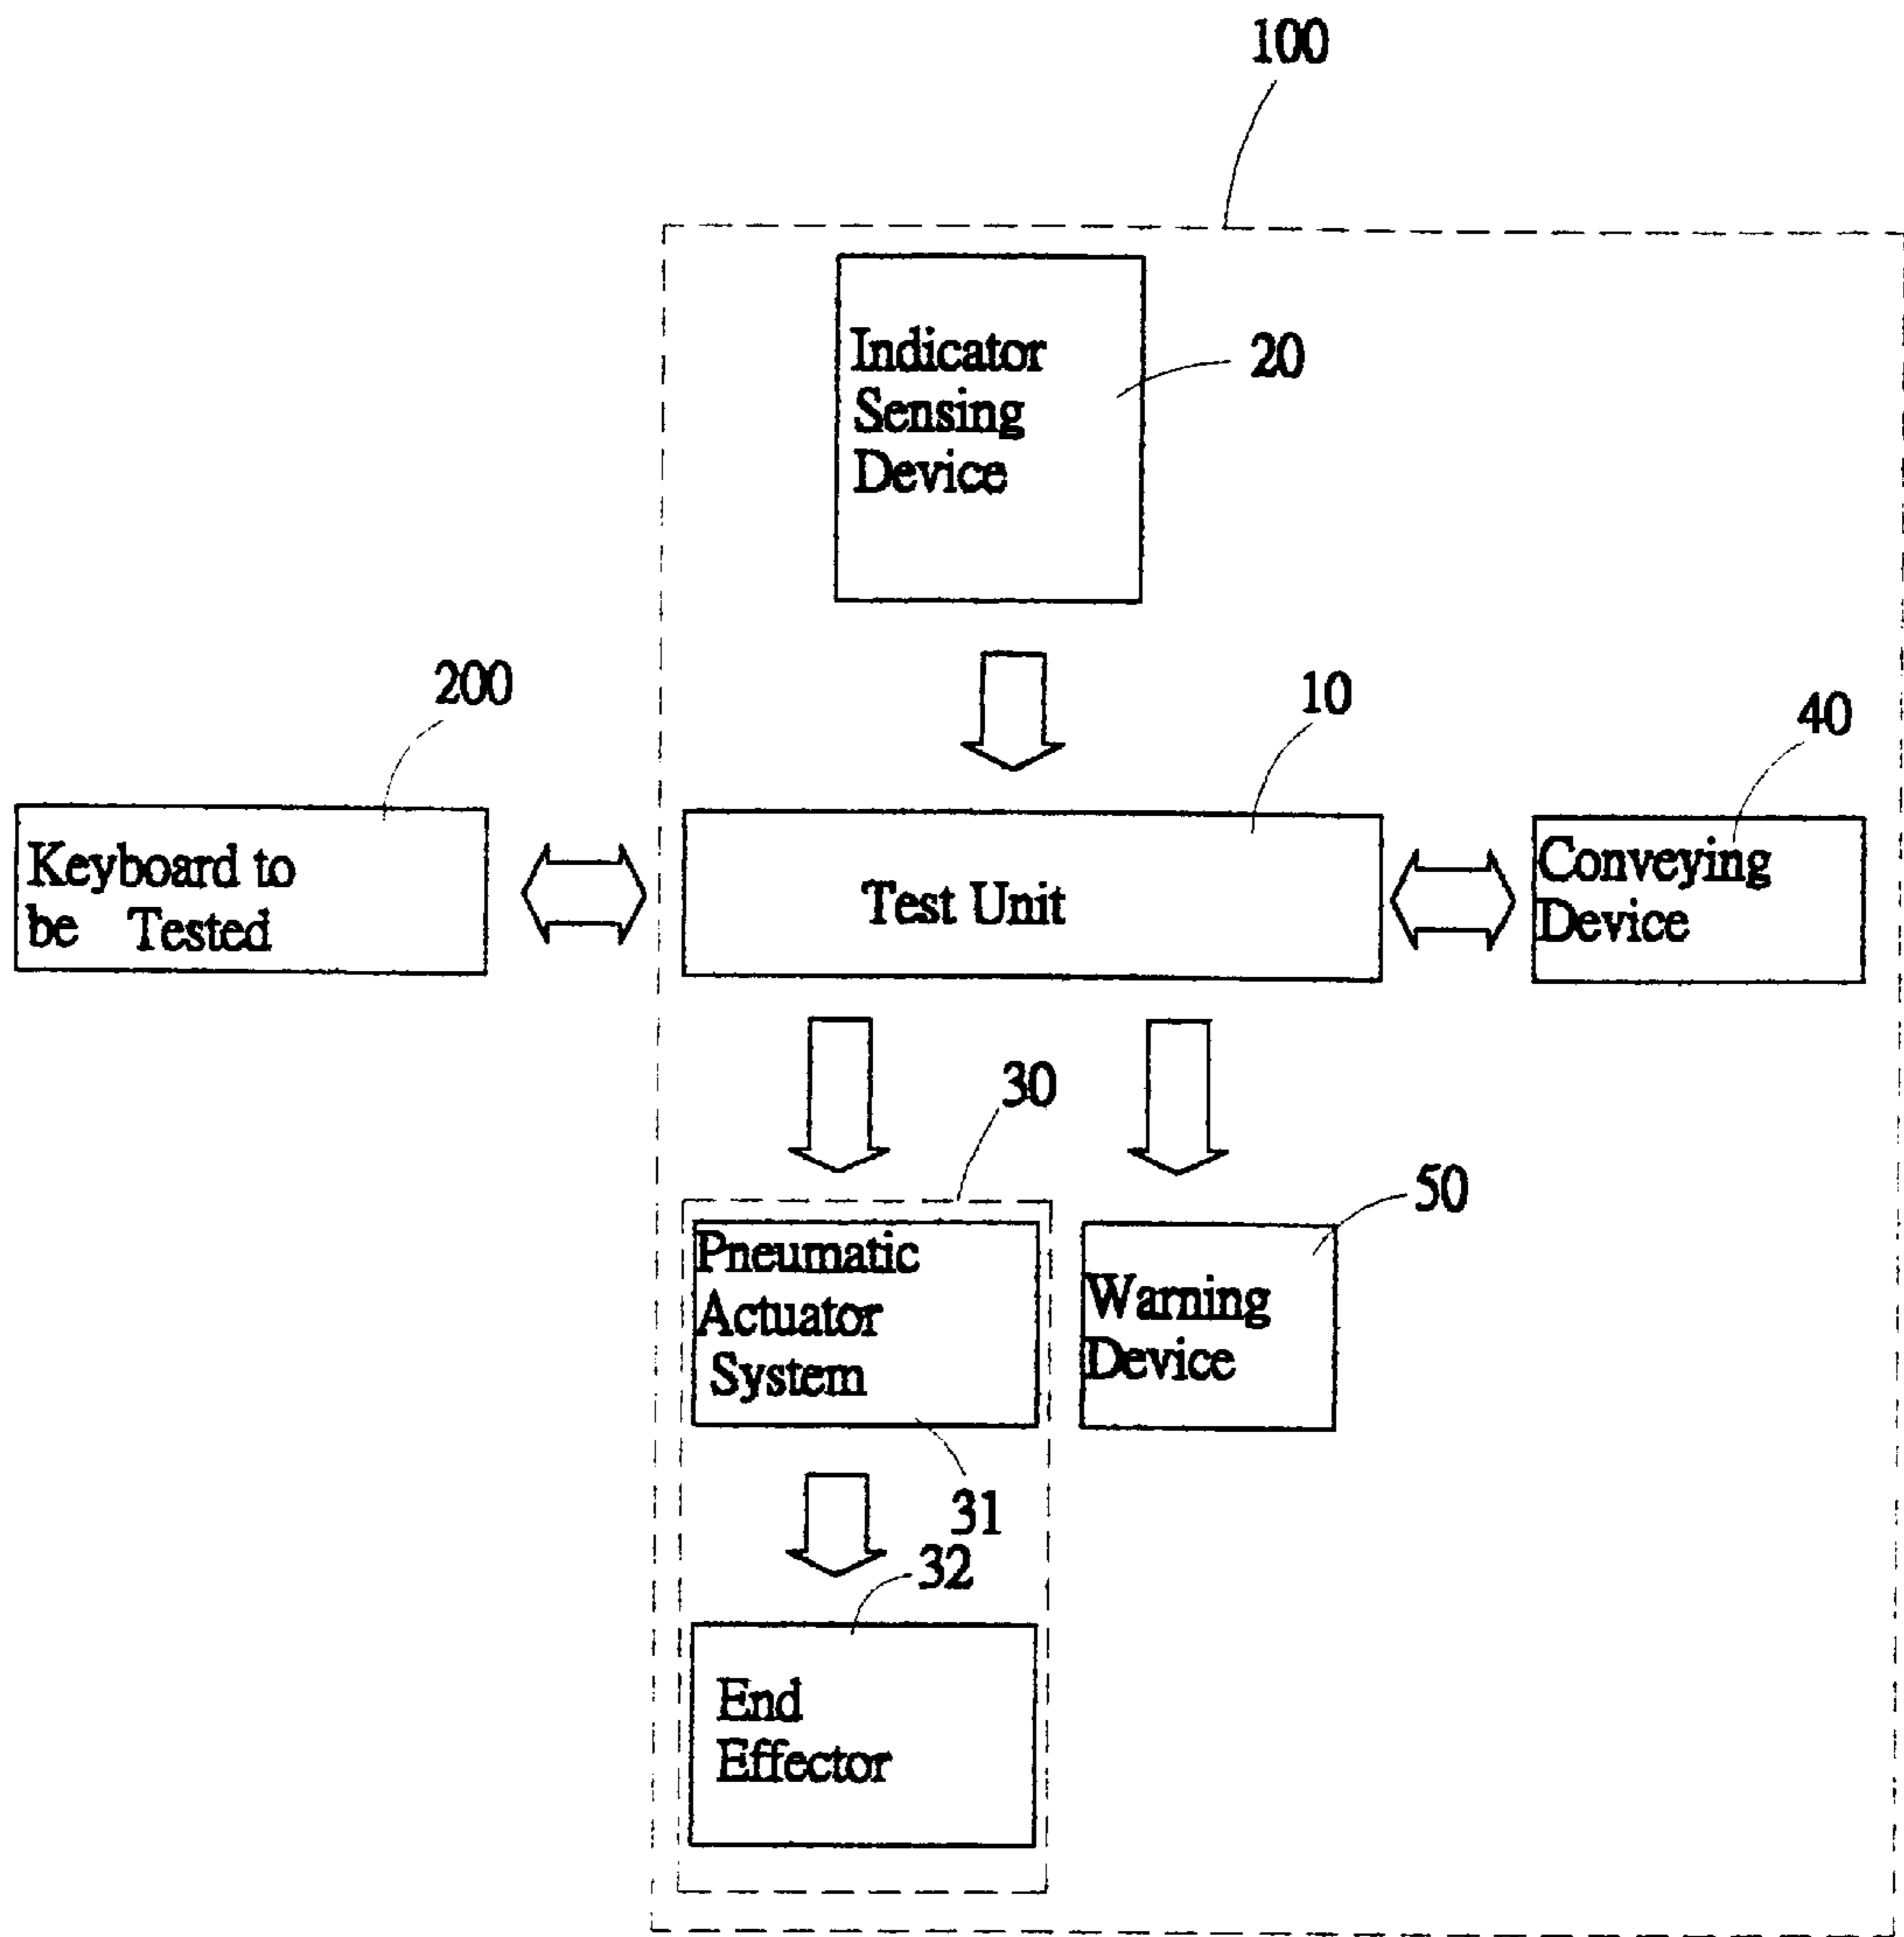 100
Indicator
Sensing
Device
20
200
10
40
Keyboard to
be Tested
Test Unit
Conveying
Device
30
50
Pneumatic
Actuator
System
Warning
Device
31
32
End
Effector